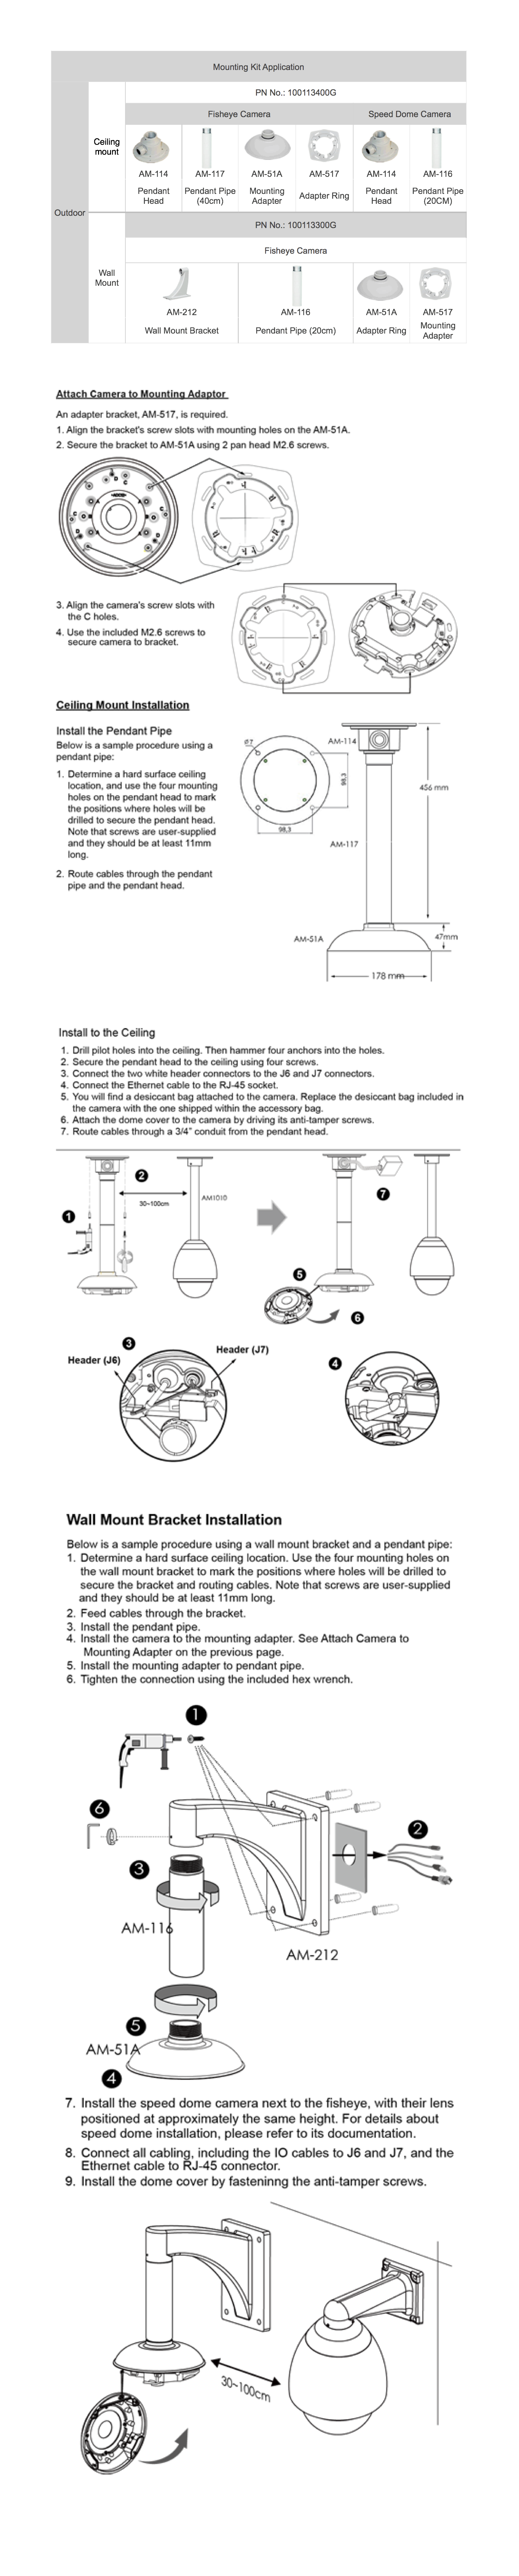 Mounting Kit Application
PN No.: 100113400G
Fisheye Camera
Speed Dome Camera
Outdoor
Ceiling
mount
AM-114
AM-117
AM-51A
AM-517
AM-114
AM-116
Pendant
Head
Pendant Pipe
(40cm)
Mounting
Adapter
Adapter Ring
Pendant
Head
Pendant Pipe
(20CM)
PN No.: 100113300G
Fisheye Camera
Wall
Mount
AM-212
AM-116
AM-51A
AM-517
Wall Mount Bracket
Pendant Pipe (20cm)
Adapter Ring
Mounting
Adapter
Attach Camera to Mounting Adaptor
An adapter bracket, AM-517, is required.
1. Align the bracket's screw slots with mounting holes on the AM-51A.
2. Secure the bracket to AM-51A using 2 pan head M2.6 screws.
3. Align the camera's screw slots with
the C holes.
4. Use the included M2.6 screws to
secure camera to bracket.
Ceiling Mount Installation
Install the Pendant Pipe
Below is a sample procedure using a
pendant pipe:
1. Determine a hard surface ceiling
location, and use the four mounting
holes on the pendant head to mark
the positions where holes will be
drilled to secure the pendant head.
Note that screws are user-supplied
and they should be at least 11mm
long.
2. Route cables through the pendant
pipe and the pendant head.
Ø7
AM-114
98,3
98,3
456 mm
AM-117
AM-51A
47mm
178 mm
Install to the Ceiling
1. Drill pilot holes into the ceiling. Then hammer four anchors into the holes.
2. Secure the pendant head to the ceiling using four screws.
3. Connect the two white header connectors to the J6 and J7 connectors.
4. Connect the Ethernet cable to the RJ-45 socket.
5. You will find a desiccant bag attached to the camera. Replace the desiccant bag included in
the camera with the one shipped within the accessory bag.
6. Attach the dome cover to the camera by driving its anti-tamper screws.
7. Route cables through a 3/4" conduit from the pendant head.
2
30~100cm
AM1010
1
7
5
6
3
Header (J6)
Header (J7)
4
Wall Mount Bracket Installation
Below is a sample procedure using a wall mount bracket and a pendant pipe:
1. Determine a hard surface ceiling location. Use the four mounting holes on
the wall mount bracket to mark the positions where holes will be drilled to
secure the bracket and routing cables. Note that screws are user-supplied
and they should be at least 11mm long.
2. Feed cables through the bracket.
3. Install the pendant pipe.
4. Install the camera to the mounting adapter. See Attach Camera to
Mounting Adapter on the previous page.
5. Install the mounting adapter to pendant pipe.
6. Tighten the connection using the included hex wrench.
1
6
2
3
AM-116
AM-212
5
AM-51A
4
7. Install the speed dome camera next to the fisheye, with their lens
positioned at approximately the same height. For details about
speed dome installation, please refer to its documentation.
8. Connect all cabling, including the IO cables to J6 and J7, and the
Ethernet cable to RJ-45 connector.
9. Install the dome cover by fasteninng the anti-tamper screws.
30~100cm